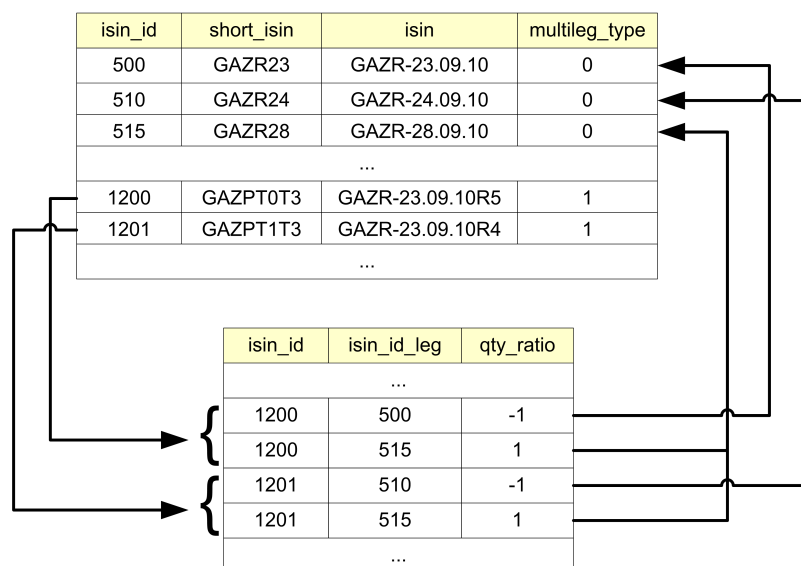 isin_id short_isin isin multileg_type
500 GAZR23 GAZR-23.09.10 0
510 GAZR24 GAZR-24.09.10 0
515 GAZR28 GAZR-28.09.10 0
...
1200 GAZPT0T3 GAZR-23.09.10R5 1
1201 GAZPT1T3 GAZR-23.09.10R4 1
...
isin_id isin_id_leg qty_ratio
...
1200 500 -1
1200 515 1
1201 510 -1
1201 515 1
...